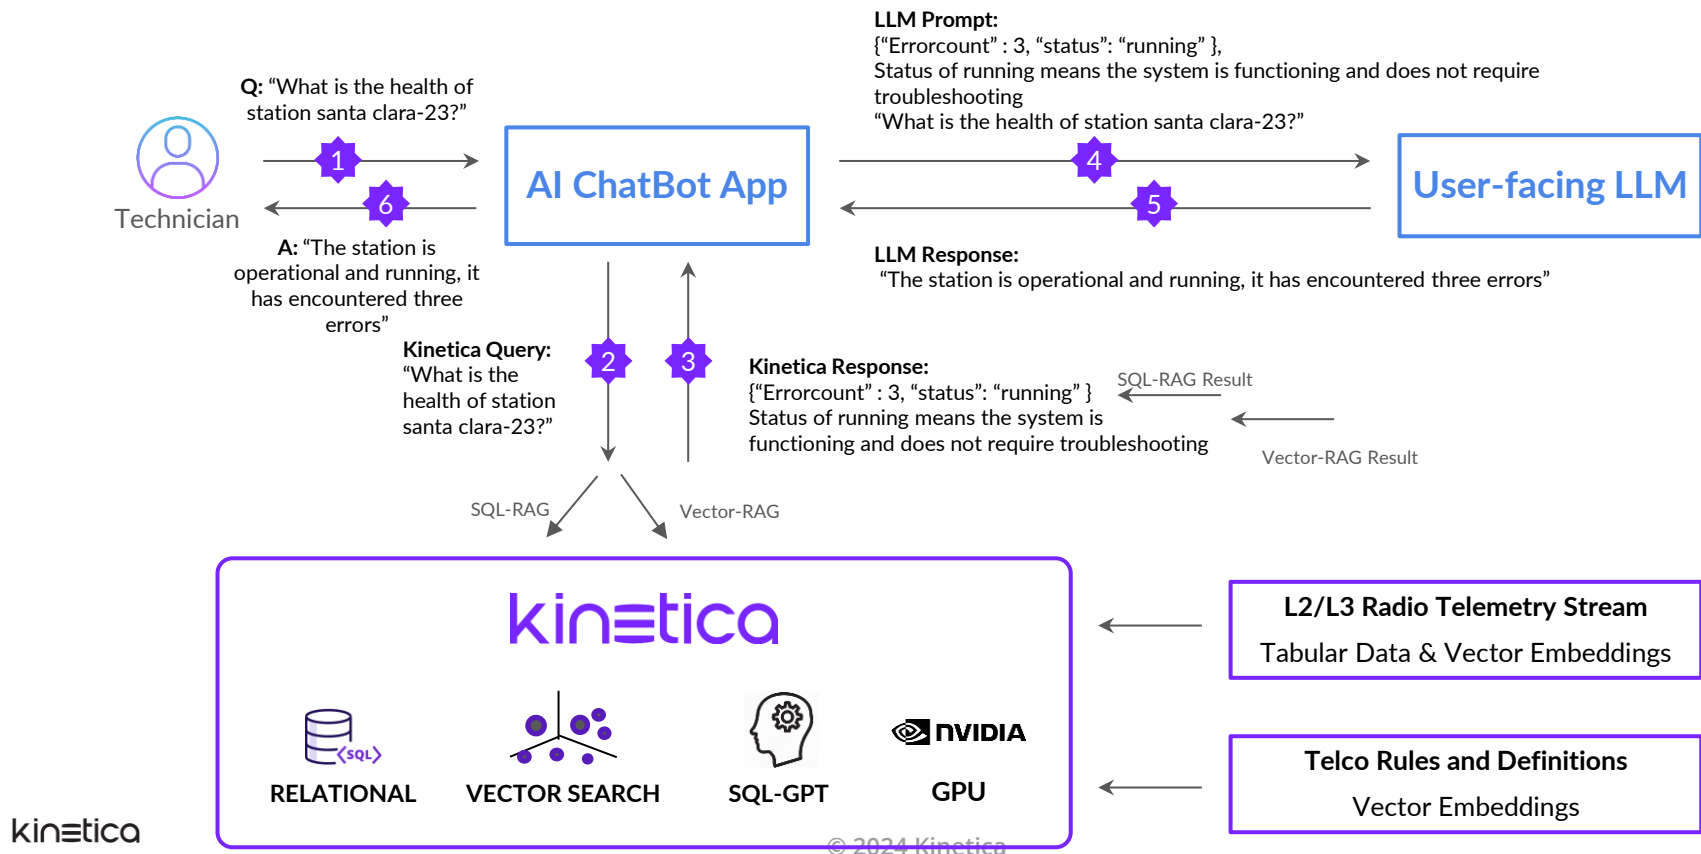 LLM Prompt:
{“Errorcount” : 3, “status”: “running” },
Status of running means the system is functioning and does not require
troubleshooting
“What is the health of station santa clara-23?”
Q: “What is the health of
station santa clara-23?”
1
4
Technician
AI ChatBot App
User-facing LLM
6
5
A: “The station is
operational and running, it
has encountered three
errors”
LLM Response:
“The station is operational and running, it has encountered three errors”
Kinetica Query:
“What is the
health of station
santa clara-23?”
2
3
Kinetica Response:
{“Errorcount” : 3, “status”: “running” }
Status of running means the system is
functioning and does not require troubleshooting
SQL-RAG Result
Vector-RAG Result
SQL-RAG
Vector-RAG
kinetica
L2/L3 Radio Telemetry Stream
Tabular Data & Vector Embeddings
<SQL>
RELATIONAL
VECTOR SEARCH
SQL-GPT
NVIDIA
GPU
Telco Rules and Definitions
Vector Embeddings
kinetica
© 2024 Kinetica